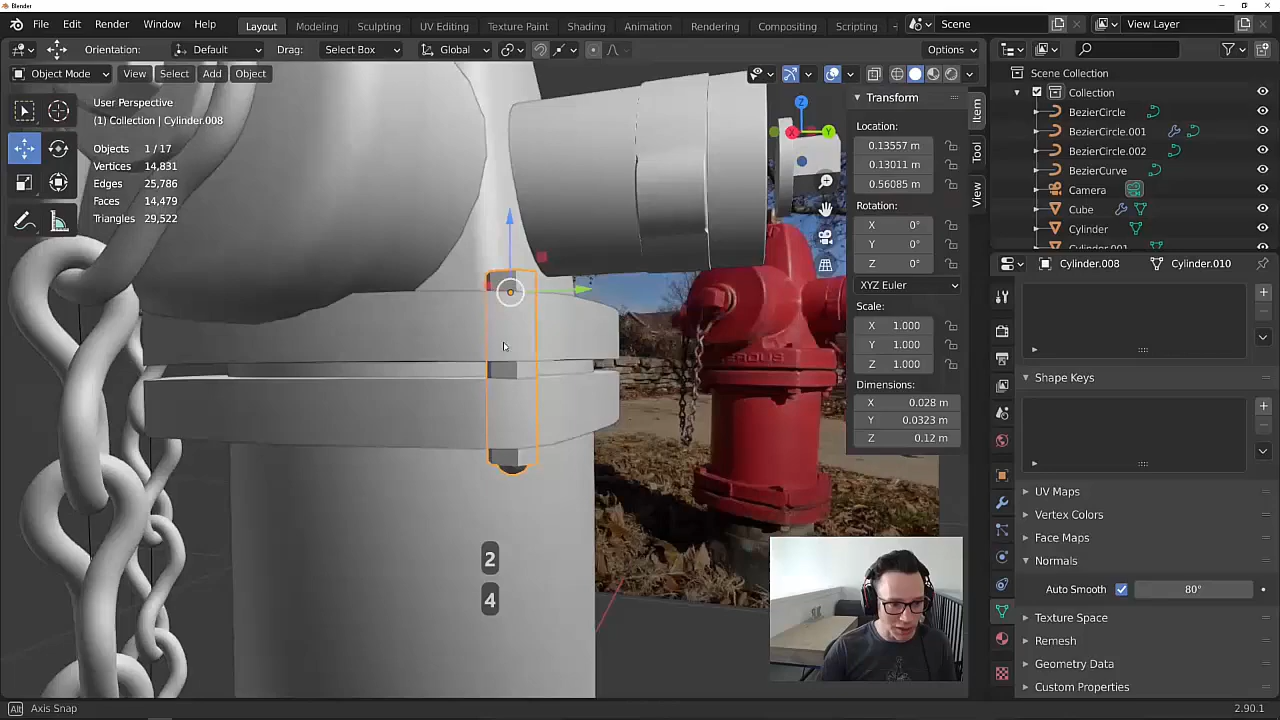 Blender
File Edit Render Window Help
Layout Modeling Sculpting UV Editing Texture Paint Shading Animation Rendering Compositing Scripting
Scene
View Layer
Orientation: Default Drag: Select Box Global Options
Object Mode View Select Add Object
User Perspective
(1) Collection | Cylinder.008
Objects 1 / 17
Vertices 14,831
Edges 25,786
Faces 14,479
Triangles 29,522
Transform
Location:
0.13557 m
0.13011 m
0.56085 m
Rotation:
X 0°
Y 0°
Z 0°
XYZ Euler
Scale:
X 1.000
Y 1.000
Z 1.000
Dimensions:
X 0.028 m
Y 0.0323 m
Z 0.12 m
Item
Tool
View
Z
X
Y
2
4
Scene Collection
Collection
BezierCircle
BezierCircle.001
BezierCircle.002
BezierCurve
Camera
Cube
Cylinder
Cylinder.001
Cylinder.008 Cylinder.010
Shape Keys
UV Maps
Vertex Colors
Face Maps
Normals
Auto Smooth 80°
Texture Space
Remesh
Geometry Data
Custom Properties
Alt Axis Snap
2.90.1